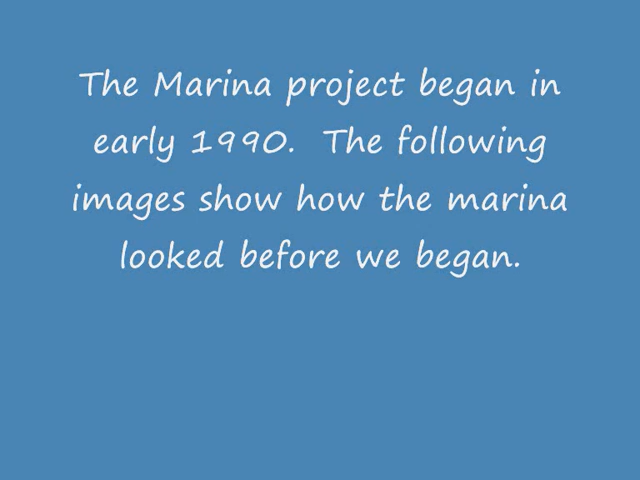 The Marina project began in
early 1990.  The following
images show how the marina
looked before we began.